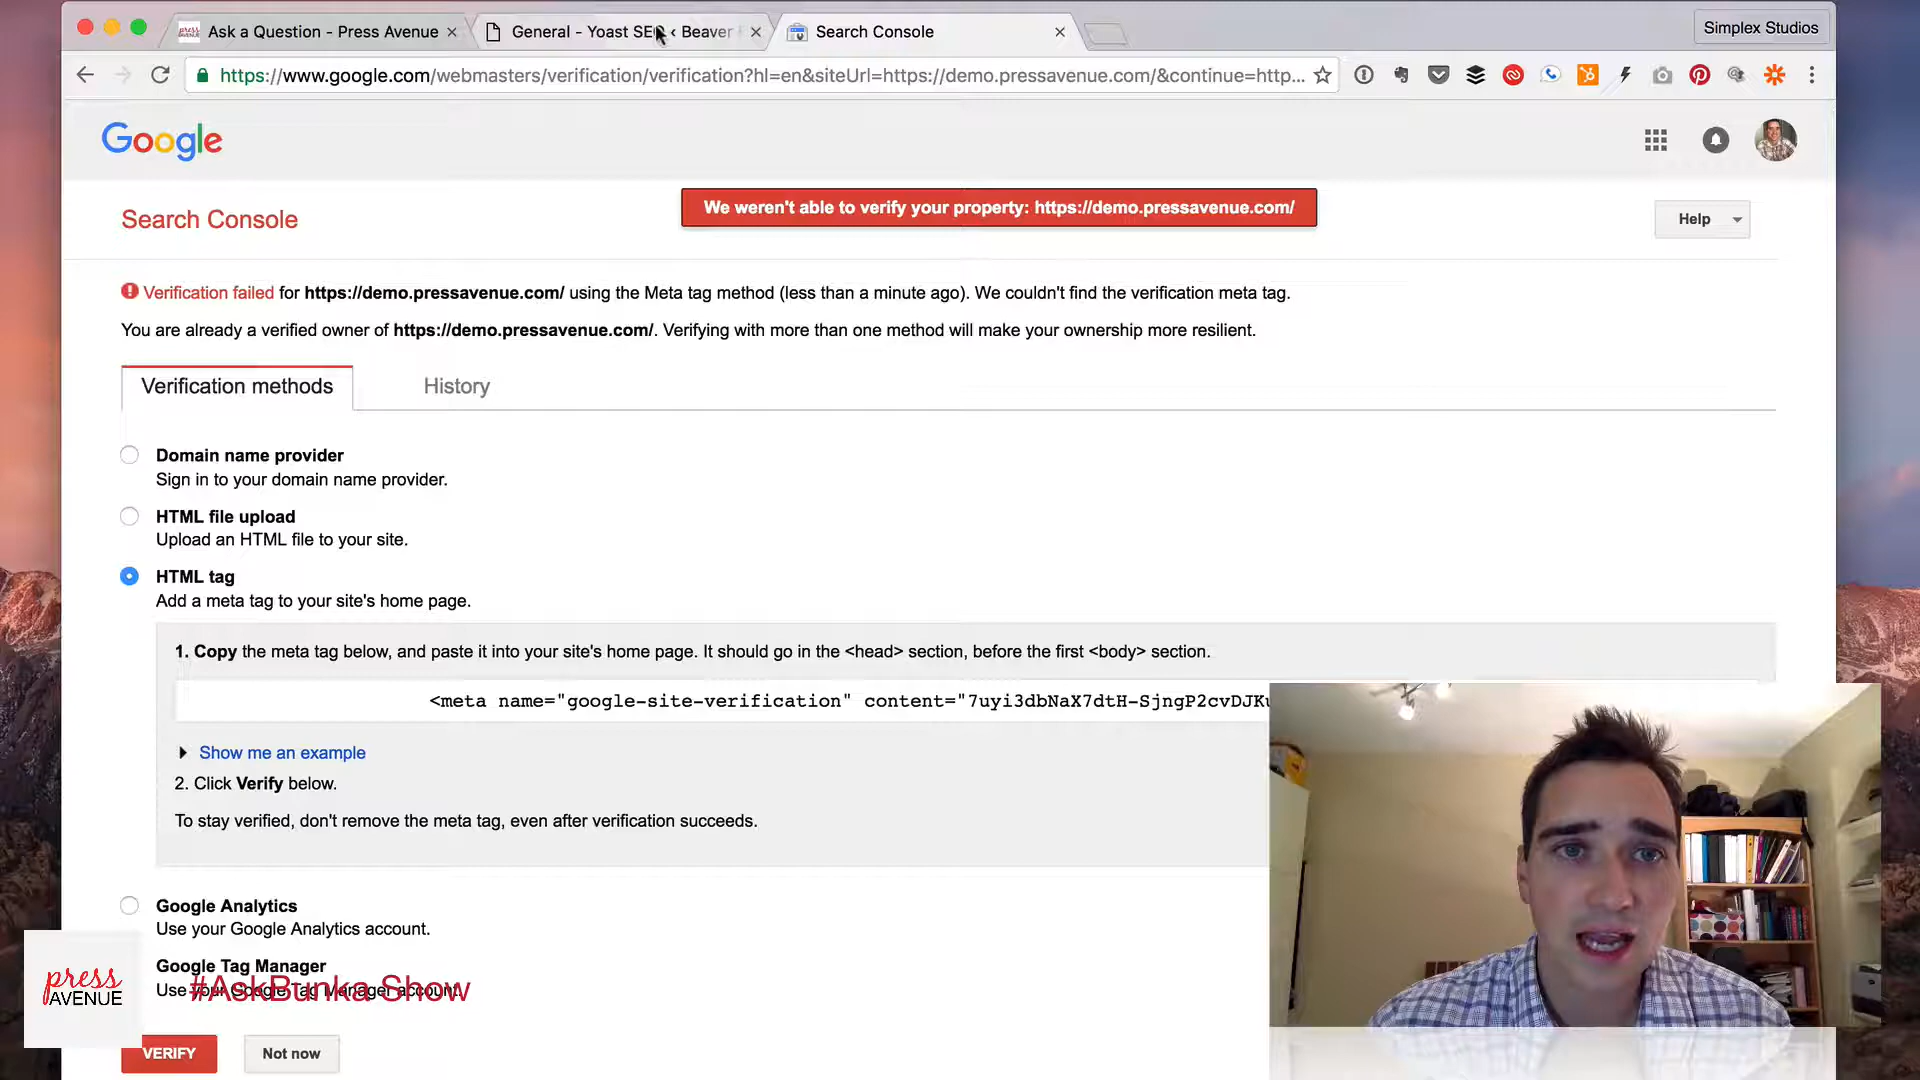 Ask a Question - Press Avenue
General - Yoast SEO ‹ Beaver
Search Console
Simplex Studios
https://www.google.com/webmasters/verification/verification?hl=en&siteUrl=https://demo.pressavenue.com/&continue=http...
Google
Search Console
We weren't able to verify your property: https://demo.pressavenue.com/
Help
Verification failed for https://demo.pressavenue.com/ using the Meta tag method (less than a minute ago). We couldn't find the verification meta tag.
You are already a verified owner of https://demo.pressavenue.com/. Verifying with more than one method will make your ownership more resilient.
Verification methods
History
Domain name provider
Sign in to your domain name provider.
HTML file upload
Upload an HTML file to your site.
HTML tag
Add a meta tag to your site's home page.
1. Copy the meta tag below, and paste it into your site's home page. It should go in the <head> section, before the first <body> section.
<meta name="google-site-verification" content="7uyi3dbNaX7dtH-SjngP2cvDJKu
Show me an example
2. Click Verify below.
To stay verified, don't remove the meta tag, even after verification succeeds.
Google Analytics
Use your Google Analytics account.
Google Tag Manager
Use your Google Tag Manager account.
#AskBunka Show
press
AVENUE
VERIFY
Not now